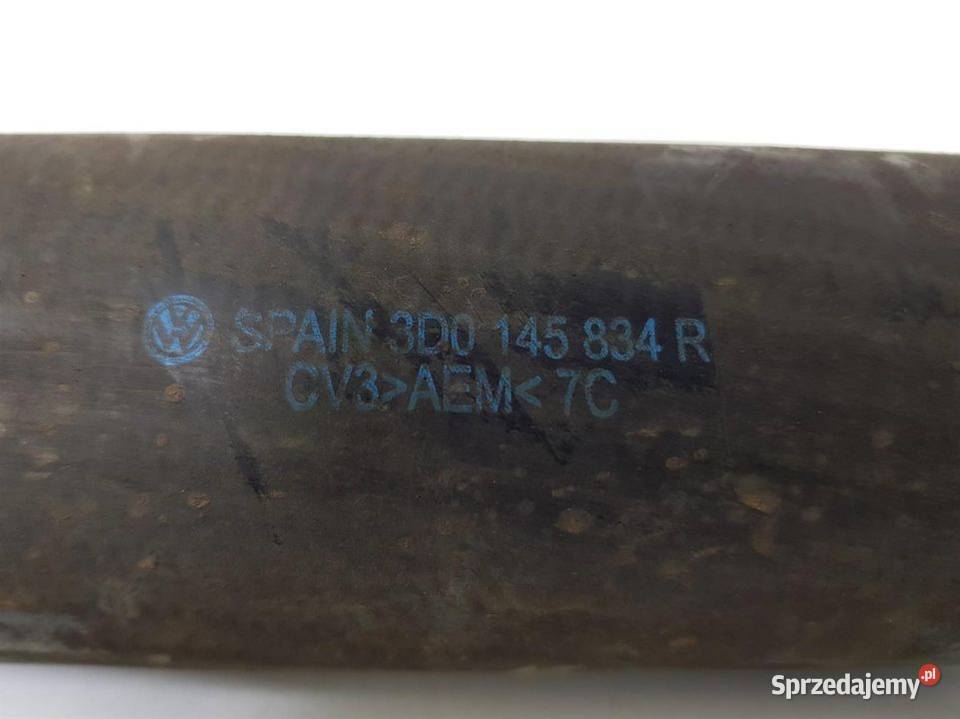 SPAIN 3D0 145 834 R
CV3>AEM< 7C
Sprzedajemy.pl